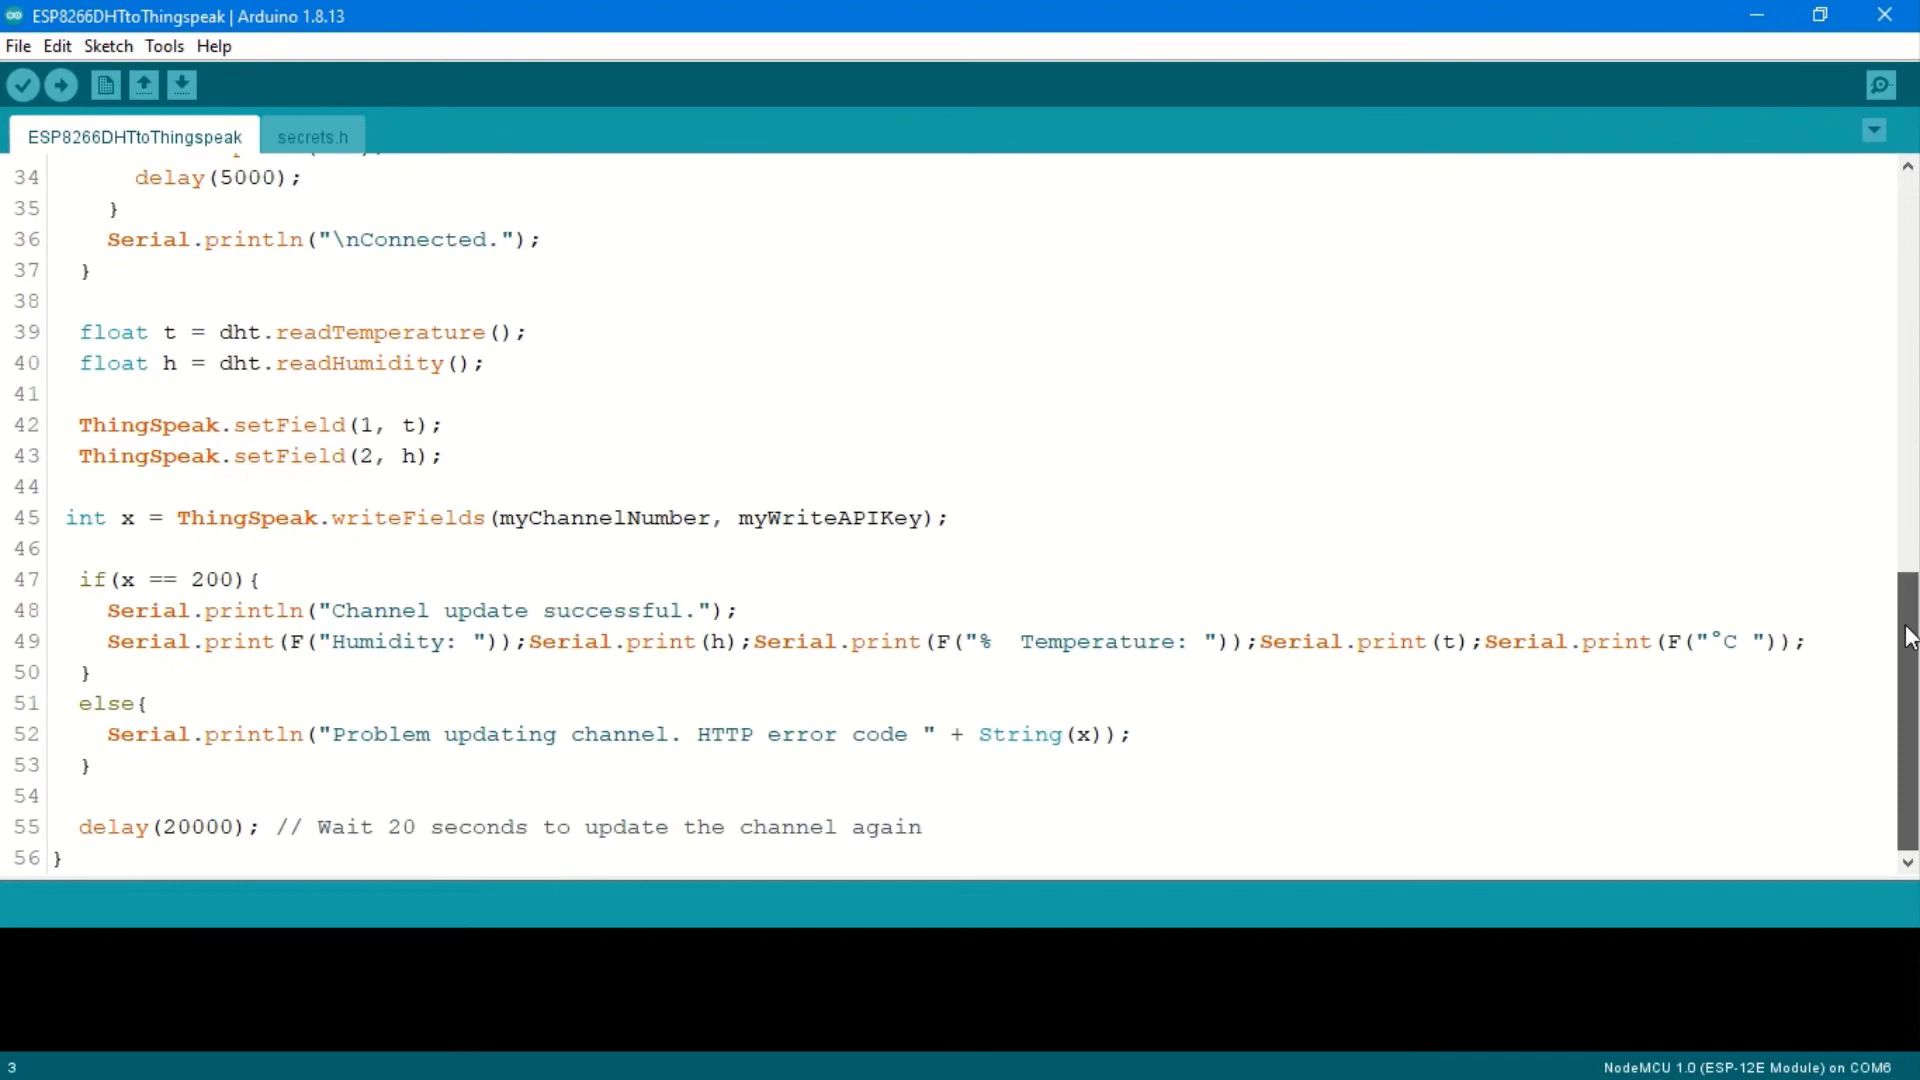 ESP8266DHTtoThingspeak | Arduino 1.8.13
File Edit Sketch Tools Help
ESP8266DHTtoThingspeak secrets.h
34 delay(5000);
35 }
36 Serial.println("\nConnected.");
37 }
38
39 float t = dht.readTemperature();
40 float h = dht.readHumidity();
41
42 ThingSpeak.setField(1, t);
43 ThingSpeak.setField(2, h);
44
45 int x = ThingSpeak.writeFields(myChannelNumber, myWriteAPIKey);
46
47 if(x == 200){
48 Serial.println("Channel update successful.");
49 Serial.print(F("Humidity: "));Serial.print(h);Serial.print(F("%  Temperature: "));Serial.print(t);Serial.print(F("°C "));
50 }
51 else{
52 Serial.println("Problem updating channel. HTTP error code " + String(x));
53 }
54
55 delay(20000); // Wait 20 seconds to update the channel again
56 }
3 NodeMCU 1.0 (ESP-12E Module) on COM6